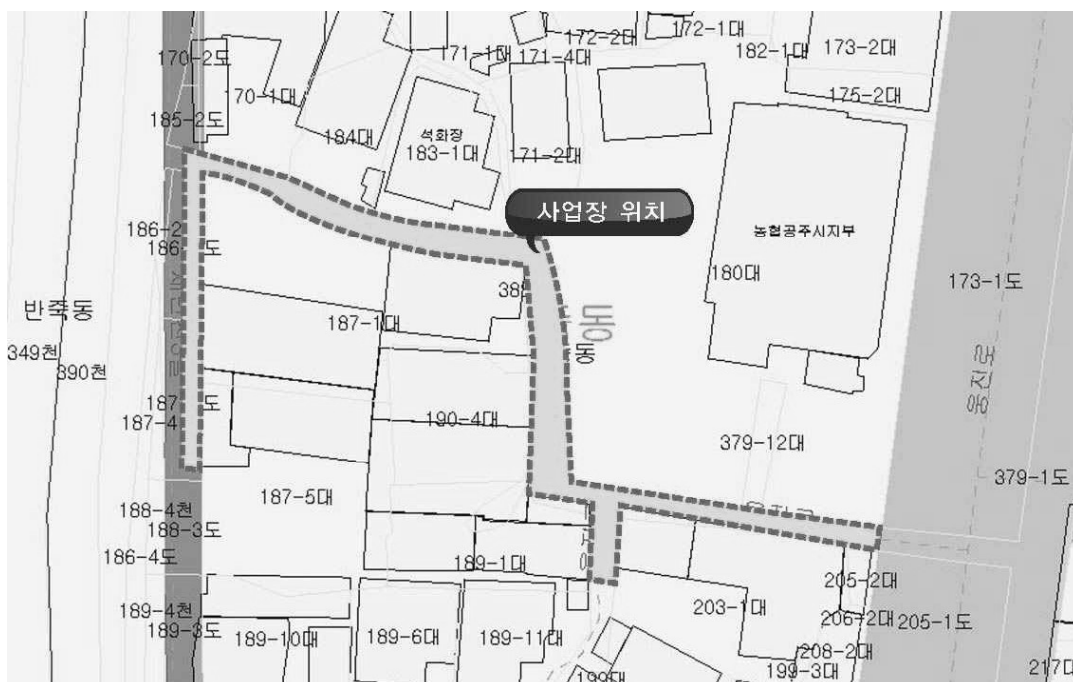 172-2대
172-1대
170-2도
171-1대
171-4대
182-1대
173-2대
70-1대
175-2대
185-2도
184대
석화장
183-1대
171-2대
사업장 위치
186-2
186
도
농협공주시지부
180대
173-1도
반죽동
38
187-1대
동
동
349천
390천
웅진로
187
도
187-4
190-4대
379-12대
379-1도
187-5대
188-4천
188-3도
186-4도
189-1대
205-2대
189-4천
203-1대
206-2대
205-1도
189-3도
189-10대
189-6대
189-11대
208-2대
199-3대
217대